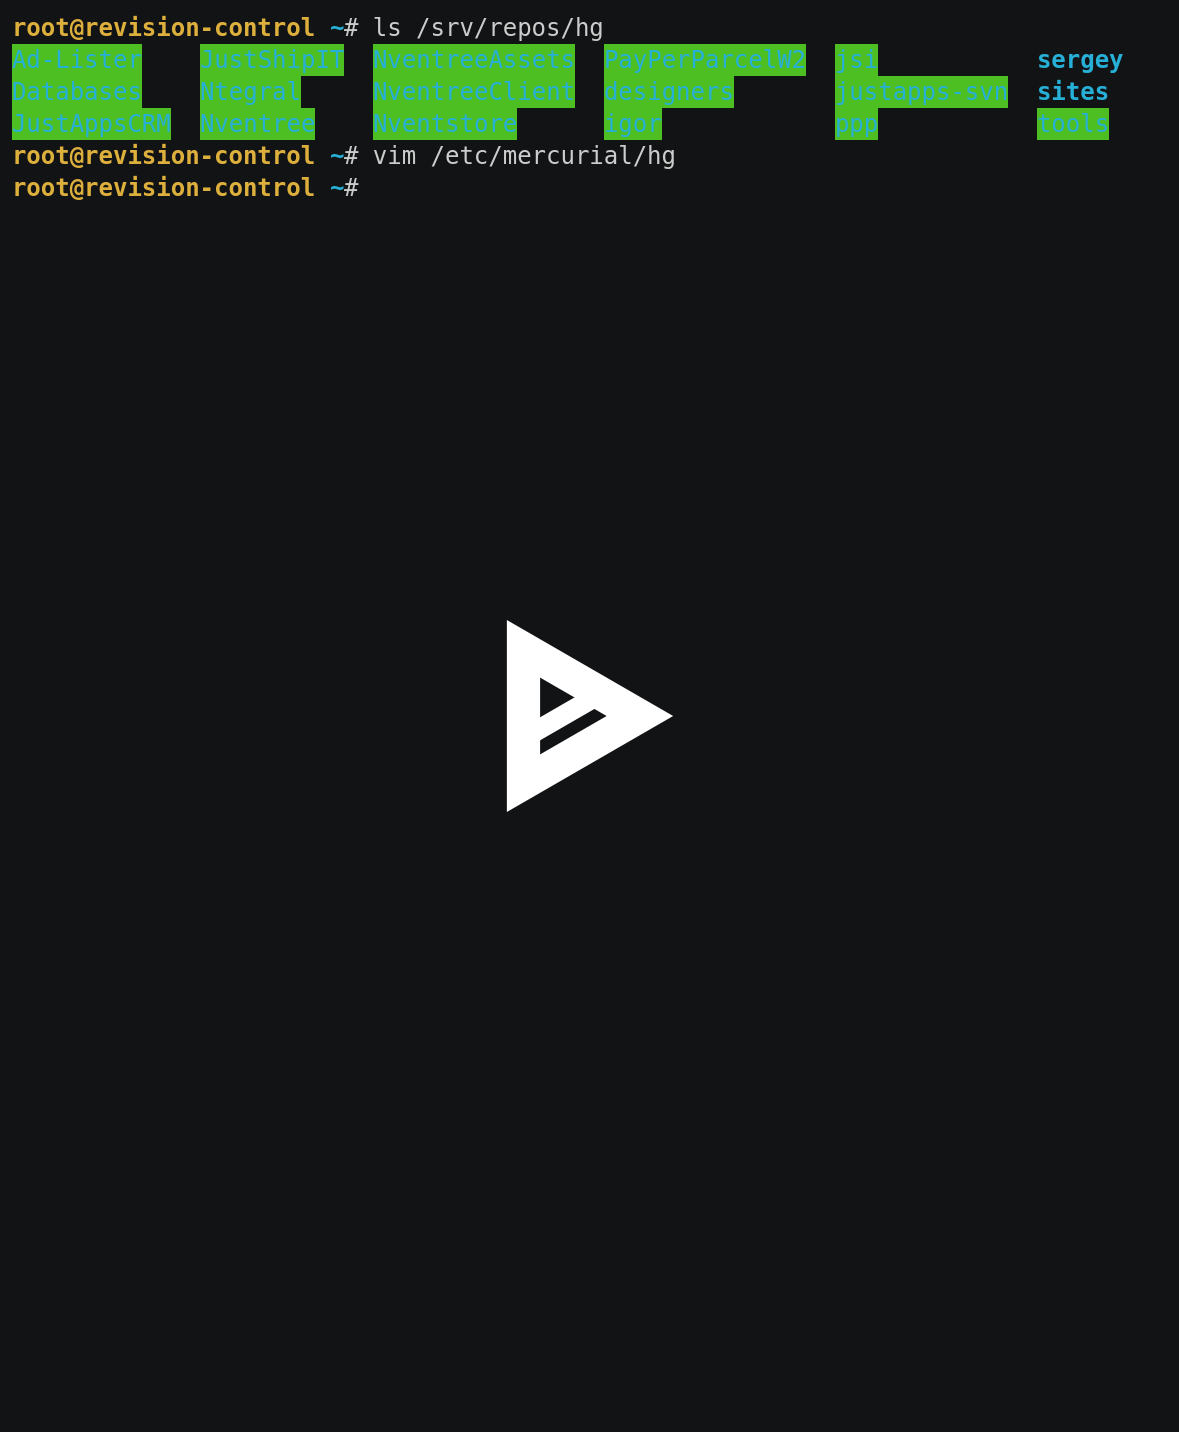 root@revision-control ~# ls /srv/repos/hg
Ad-Lister    JustShipIT  NventreeAssets  PayPerParcelW2  jsi           sergey
Databases    Ntegral     NventreeClient  designers       justapps-svn  sites
JustAppsCRM  Nventree    Nventstore      igor            ppp           tools
root@revision-control ~# vim /etc/mercurial/hg
root@revision-control ~#